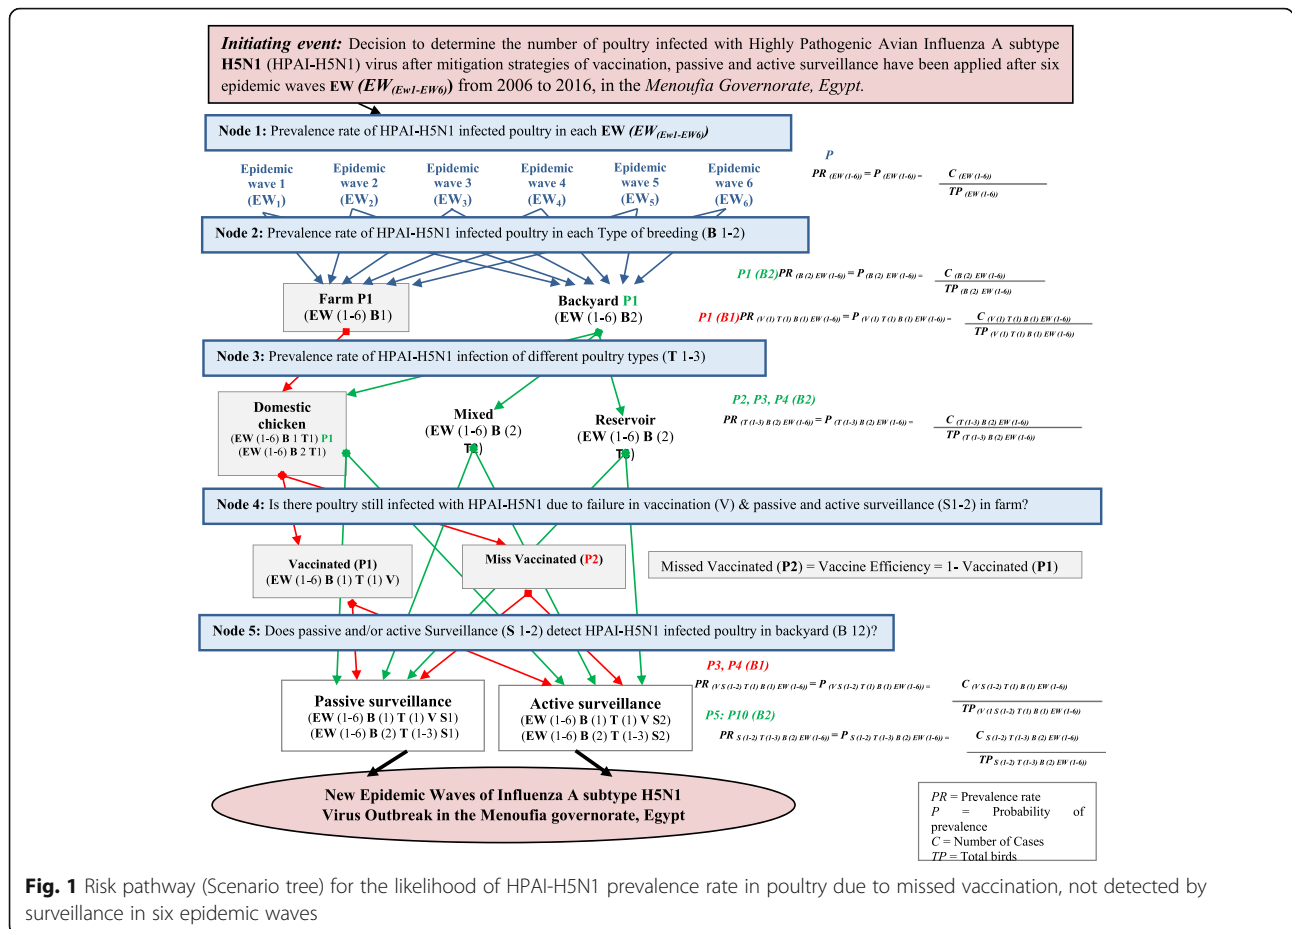 Initiating event: Decision to determine the number of poultry infected with Highly Pathogenic Avian Influenza A subtype
H5N1 (HPAI-H5N1) virus after mitigation strategies of vaccination, passive and active surveillance have been applied after six
epidemic waves EW (EW(Ew1-EW6)) from 2006 to 2016, in the Menoufia Governorate, Egypt.
Node 1: Prevalence rate of HPAI-H5N1 infected poultry in each EW (EW(Ew1-EW6))
P
PR (EW (1-6)) = P (EW (1-6)) =
C (EW (1-6))
TP (EW (1-6))
Epidemic
wave 1
(EW1)
Epidemic
wave 2
(EW2)
Epidemic
wave 3
(EW3)
Epidemic
wave 4
(EW4)
Epidemic
wave 5
(EW5)
Epidemic
wave 6
(EW6)
Node 2: Prevalence rate of HPAI-H5N1 infected poultry in each Type of breeding (B 1-2)
Farm P1
(EW (1-6) B1)
Backyard P1
(EW (1-6) B2)
P1 (B2) PR (B (2) EW (1-6)) = P (B (2) EW (1-6)) =
C (B (2) EW (1-6))
TP (B (2) EW (1-6))
P1 (B1) PR (V (1) T (1) B (1) EW (1-6)) = P (V (1) T (1) B (1) EW (1-6)) =
C (V (1) T (1) B (1) EW (1-6))
TP (V (1) T (1) B (1) EW (1-6))
Node 3: Prevalence rate of HPAI-H5N1 infection of different poultry types (T 1-3)
Domestic
chicken
(EW (1-6) B 1 T1) P1
(EW (1-6) B 2 T1)
Mixed
(EW (1-6) B (2)
Reservoir
(EW (1-6) B (2)
P2, P3, P4 (B2)
PR (T (1-3) B (2) EW (1-6)) = P (T (1-3) B (2) EW (1-6)) =
C (T (1-3) B (2) EW (1-6))
TP (T (1-3) B (2) EW (1-6))
Node 4: Is there poultry still infected with HPAI-H5N1 due to failure in vaccination (V) & passive and active surveillance (S1-2) in farm?
Vaccinated (P1)
(EW (1-6) B (1) T (1) V)
Miss Vaccinated (P2)
Missed Vaccinated (P2) = Vaccine Efficiency = 1- Vaccinated (P1)
Node 5: Does passive and/or active Surveillance (S 1-2) detect HPAI-H5N1 infected poultry in backyard (B 12)?
Passive surveillance
(EW (1-6) B (1) T (1) V S1)
(EW (1-6) B (2) T (1-3) S1)
Active surveillance
(EW (1-6) B (1) T (1) V S2)
(EW (1-6) B (2) T (1-3) S2)
P3, P4 (B1)
PR (V S (1-2) T (1) B (1) EW (1-6)) = P (V S (1-2) T (1) B (1) EW (1-6)) =
C (V S (1-2) T (1) B (1) EW (1-6))
TP (V (1 S (1-2) T (1) B (1) EW (1-6))
P5: P10 (B2)
PR S (1-2) T (1-3) B (2) EW (1-6)) = P S (1-2) T (1-3) B (2) EW (1-6)) =
C S (1-2) T (1-3) B (2) EW (1-6))
TP S (1-2) T (1-3) B (2) EW (1-6))
New Epidemic Waves of Influenza A subtype H5N1
Virus Outbreak in the Menoufia governorate, Egypt
PR = Prevalence rate
P = Probability of
prevalence
C = Number of Cases
TP = Total birds
Fig. 1 Risk pathway (Scenario tree) for the likelihood of HPAI-H5N1 prevalence rate in poultry due to missed vaccination, not detected by
surveillance in six epidemic waves